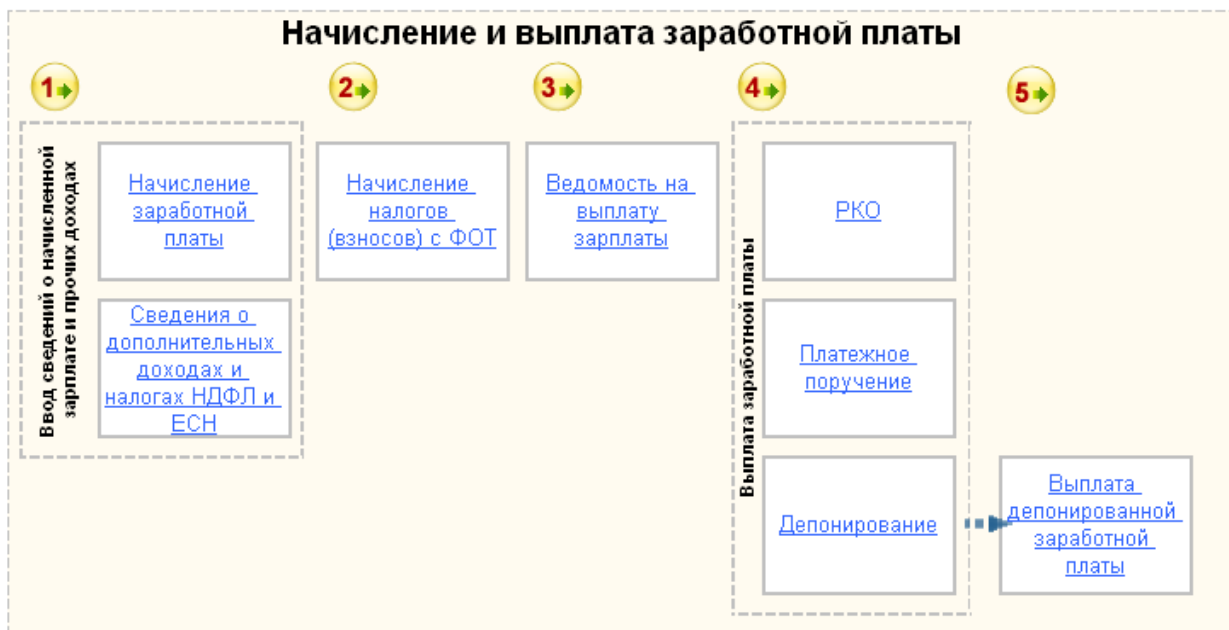 Начисление и выплата заработной платы
1
2
3
4
5
Ввод сведений о начисленной
зарплате и прочих доходах
Начисление
заработной
платы
Сведения о
дополнительных
доходах и
налогах НДФЛ и
ЕСН
Начисление
налогов
(взносов) с ФОТ
Ведомость на
выплату
зарплаты
Выплата заработной платы
РКО
Платежное
поручение
Депонирование
Выплата
депонированной
заработной
платы